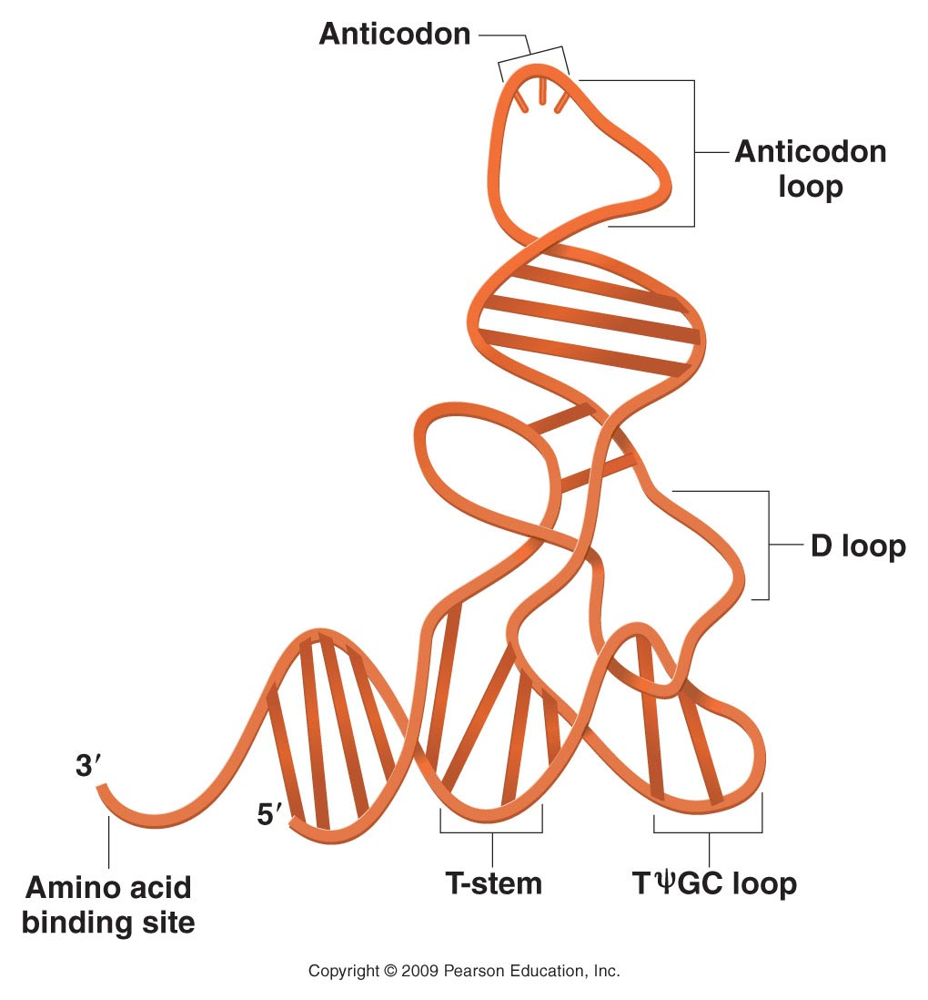 Anticodon
Anticodon
loop
D loop
3′
5′
Amino acid
binding site
T-stem
TψGC loop
Copyright © 2009 Pearson Education, Inc.